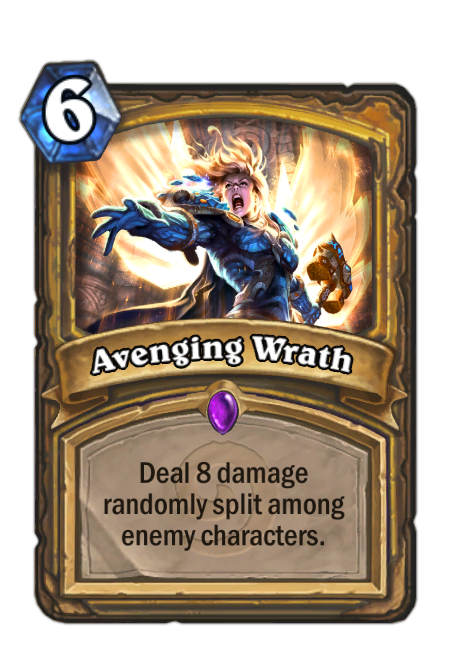 6
Avenging Wrath
Deal 8 damage
randomly split among
enemy characters.